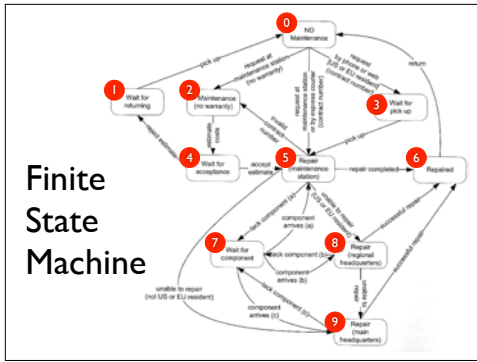 0
NO
Maintenance
pick up
request at
maintenance station
(no warranty)
request
by phone or web
(US or EU resident)
(contract number)
return
1
Wait for
returning
2
Maintenance
(no warranty)
request at
maintenance station
or by express courier
(contract number)
3
Wait for
pick up
invalid
contract
number
estimate
costs
pick up
reject estimate
4
Wait for
acceptance
accept
estimate
5
Repair
(maintenance
station)
repair completed
6
Repaired
Finite
State
Machine
lack component (a)
component
arrives (a)
unable to repair
(US or EU resident)
successful repair
7
Wait for
component
lack component (b)
component
arrives (b)
8
Repair
(regional
headquarters)
successful repair
unable to repair
(not US or EU resident)
lack component (c)
component
arrives (c)
unable to
repair
9
Repair
(main
headquarters)